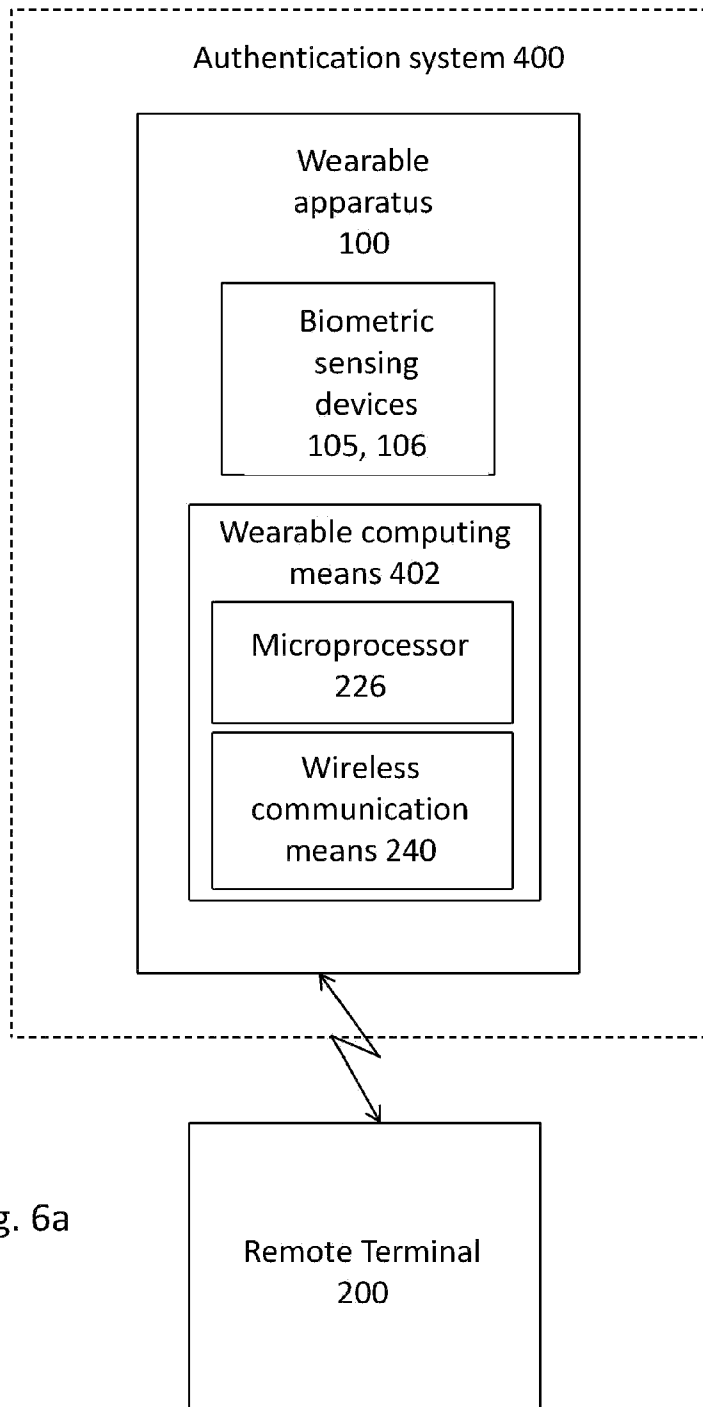 Authentication system 400
Wearable
apparatus
100
Biometric
sensing
devices
105, 106
Wearable computing
means 402
Microprocessor
226
Wireless
communication
means 240
g. 6a
Remote Terminal
200